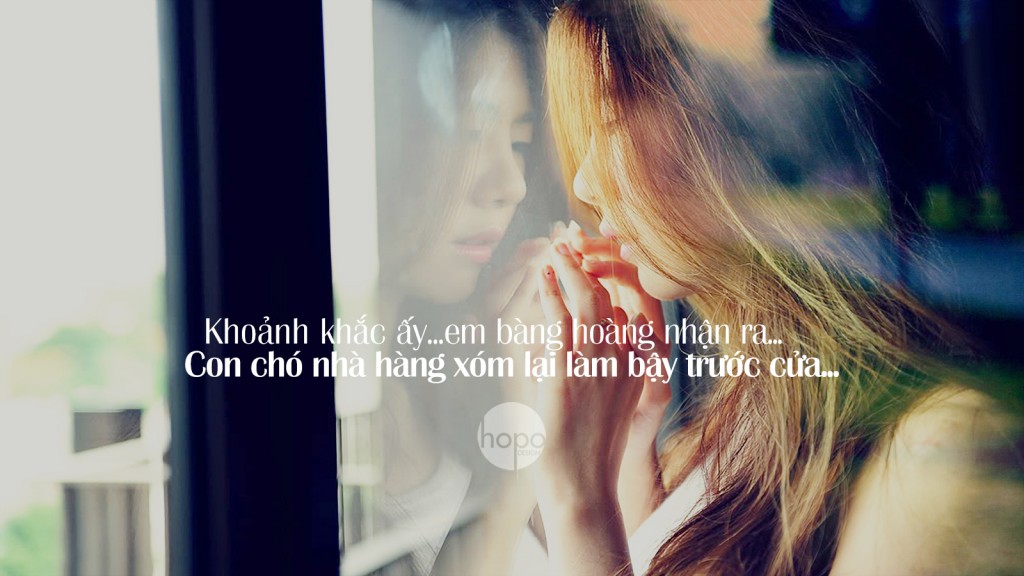 Khoảnh khắc ấy...em bàng hoàng nhận ra...
Con chó nhà hàng xóm lại làm bậy trước cửa...
hopo
DESIGN